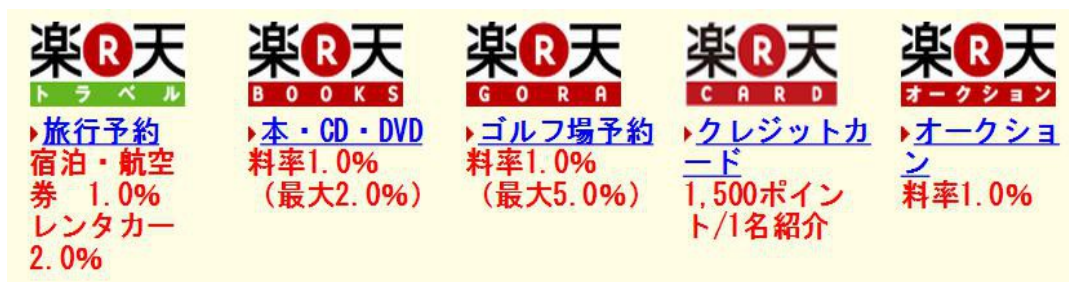 楽R天
トラベル
旅行予約
宿泊・航空
券 1.0%
レンタカー
2.0%
楽R天
BOOKS
本・CD・DVD
料率1.0%
（最大2.0%）
楽R天
GORA
ゴルフ場予約
料率1.0%
（最大5.0%）
楽R天
CARD
クレジットカ
ード
1,500ポイン
ト/1名紹介
楽R天
オークション
オークショ
ン
料率1.0%